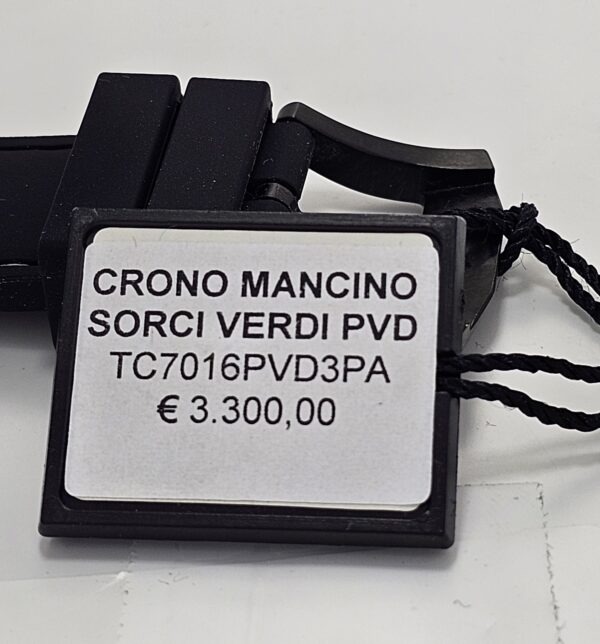 CRONO MANCINO
SORCI VERDI PVD
TC7016PVD3PA
€ 3.300,00